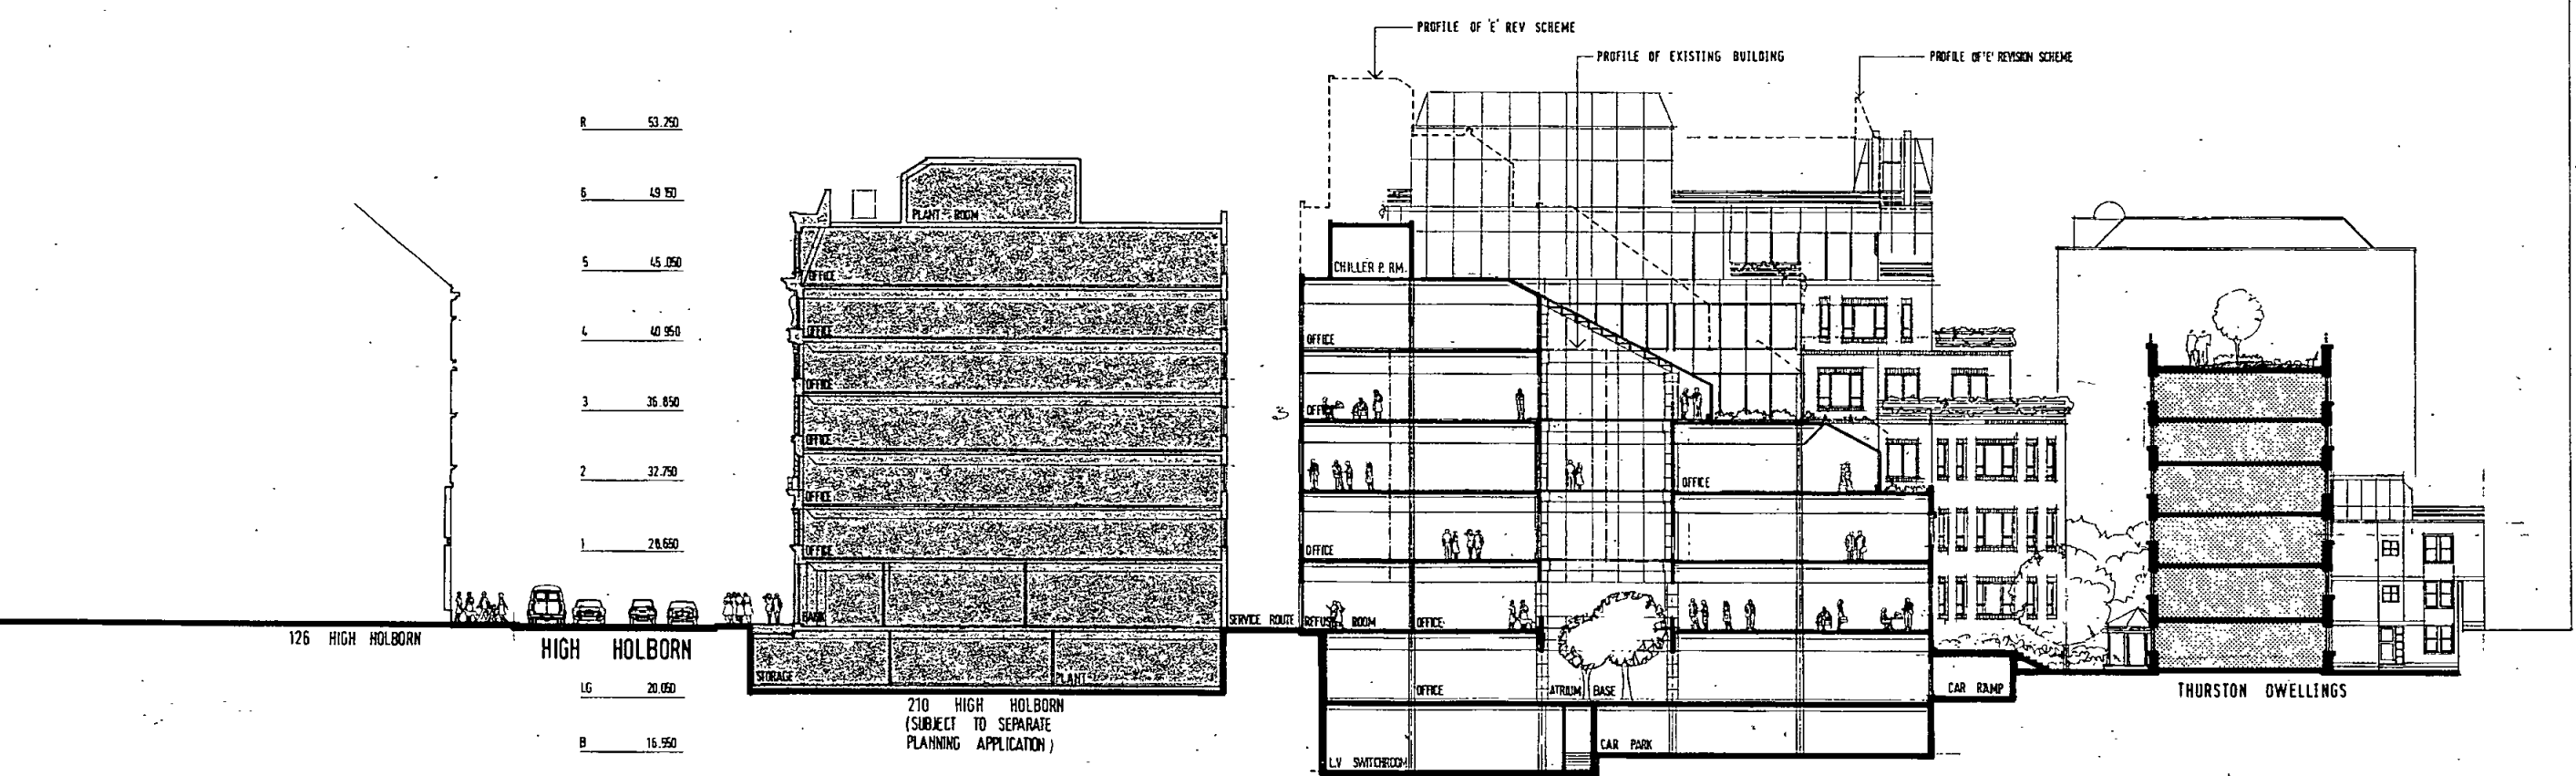 PROFILE OF 'E' REV SCHEME
PROFILE OF EXISTING BUILDING
PROFILE OF 'E' REVISION SCHEME
R 53.250
6 49 150
5 45.050
4 40 950
3 36.850
2 32.750
1 28.650
LG 20.050
B 16.550
PLANT ROOM
OFFICE
OFFICE
OFFICE
OFFICE
OFFICE
OFFICE
BANK
STORAGE
PLANT
CHILLER P. RM.
OFFICE
OFFICE
3
OFFICE
OFFICE
SERVICE ROUTE
REFUSE ROOM
OFFICE
OFFICE
ATRIUM BASE
CAR RAMP
CAR PARK
L.V SWITCHROOM
126 HIGH HOLBORN
HIGH HOLBORN
210 HIGH HOLBORN
(SUBJECT TO SEPARATE
PLANNING APPLICATION)
THURSTON DWELLINGS